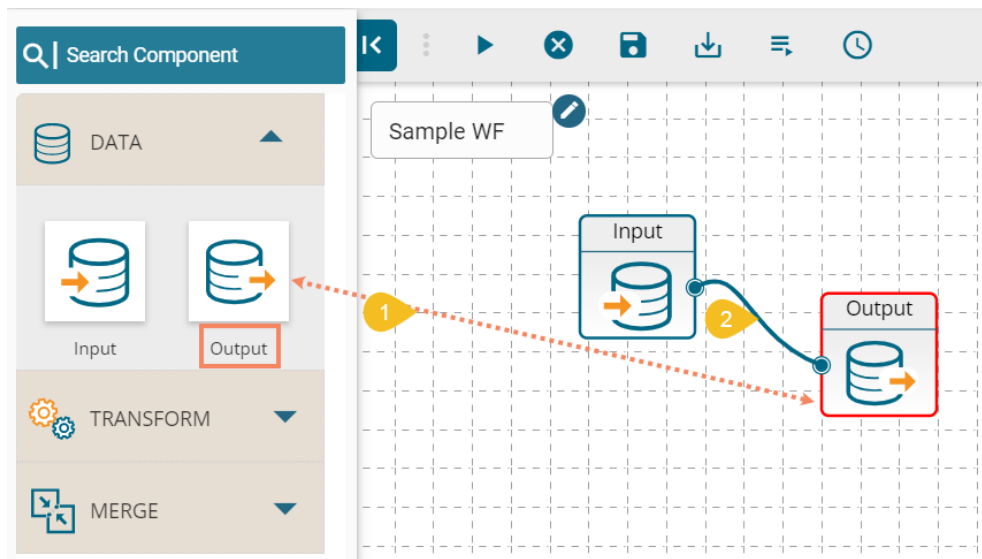 Search Component
DATA
Input
Output
TRANSFORM
MERGE
Sample WF
Input
Output
1
2